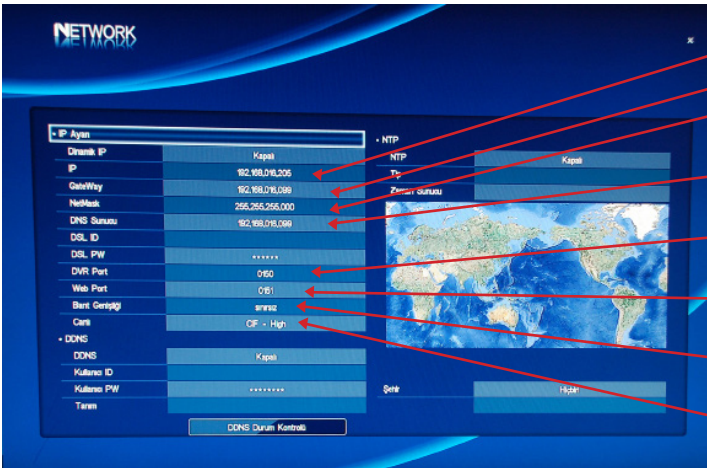 NETWORK
x
- IP Ayarı
Dinamik IP Kapalı
IP 192,168,016,205
GateWay 192,168,016,099
NetMask 255,255,255,000
DNS Sunucu 192,168,016,099
DSL ID
DSL PW ******
DVR Port 0150
Web Port 0151
Bant Genişliği sınırsız
Canlı CIF - High
- DDNS
DDNS Kapalı
Kullanıcı ID
Kullanıcı PW ********
Tanım
DDNS Durum Kontrolü
- NTP
NTP Kapalı
Tip
Zaman Sunucu
Şehir Hiçbiri